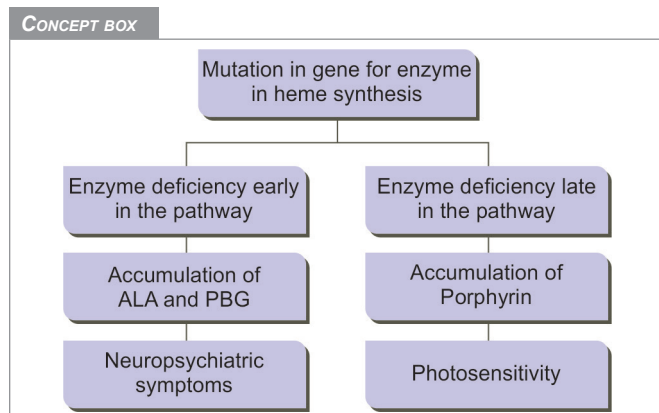 CONCEPT BOX
Mutation in gene for enzyme
in heme synthesis
Enzyme deficiency early
in the pathway
Enzyme deficiency late
in the pathway
Accumulation of
ALA and PBG
Accumulation of
Porphyrin
Neuropsychiatric
symptoms
Photosensitivity